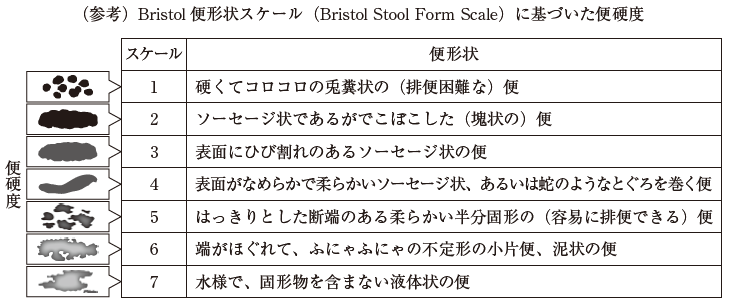 （参考）Bristol 便形状スケール（Bristol Stool Form Scale）に基づいた便硬度
スケール 便形状
便硬度
1 硬くてコロコロの兎糞状の（排便困難な）便
2 ソーセージ状であるがでこぼこした（塊状の）便
3 表面にひび割れのあるソーセージ状の便
4 表面がなめらかで柔らかいソーセージ状、あるいは蛇のようなとぐろを巻く便
5 はっきりとした断端のある柔らかい半分固形の（容易に排便できる）便
6 端がほぐれて、ふにゃふにゃの不定形の小片便、泥状の便
7 水様で、固形物を含まない液体状の便